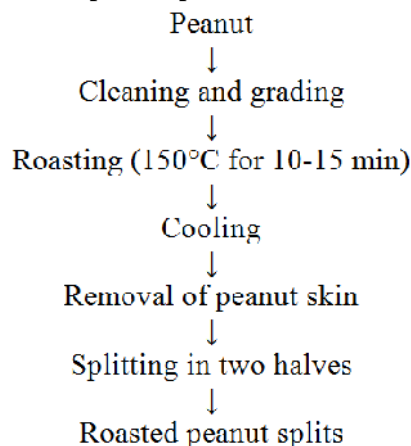 Peanut
↓
Cleaning and grading
↓
Roasting (150°C for 10-15 min)
↓
Cooling
↓
Removal of peanut skin
↓
Splitting in two halves
↓
Roasted peanut splits